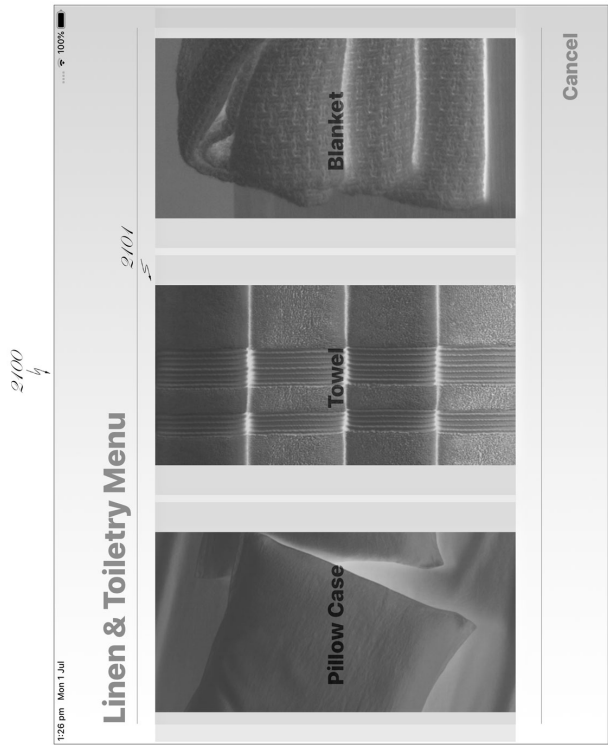 2100
1:26 pm Mon 1 Jul
100%
Linen & Toiletry Menu
2101
Pillow Case
Towel
Blanket
Cancel